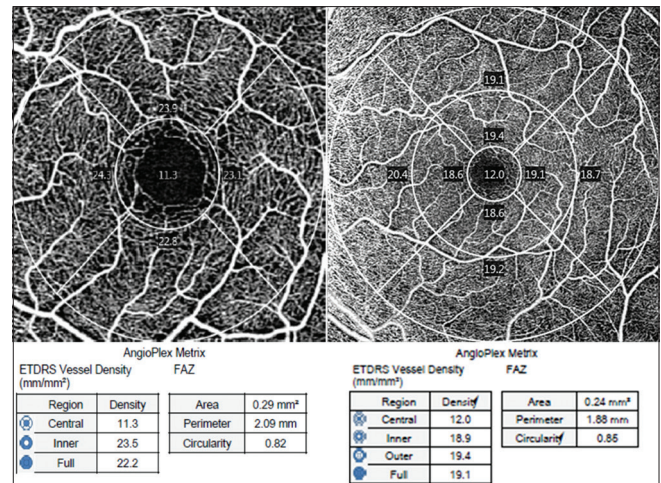 23.9
24.3 11.3 23.1
22.8
19.1
19.4
20.4 18.6 12.0 19.1 18.7
18.6
19.2
AngioPlex Metrix
ETDRS Vessel Density FAZ
(mm/mm²)
Region Density
Central 11.3
Inner 23.5
Full 22.2
Area 0.29 mm²
Perimeter 2.09 mm
Circularity 0.82
AngioPlex Metrix
ETDRS Vessel Density FAZ
(mm/mm²)
Region Density
Central 12.0
Inner 18.9
Outer 19.4
Full 19.1
Area 0.24 mm²
Perimeter 1.88 mm
Circularity 0.85